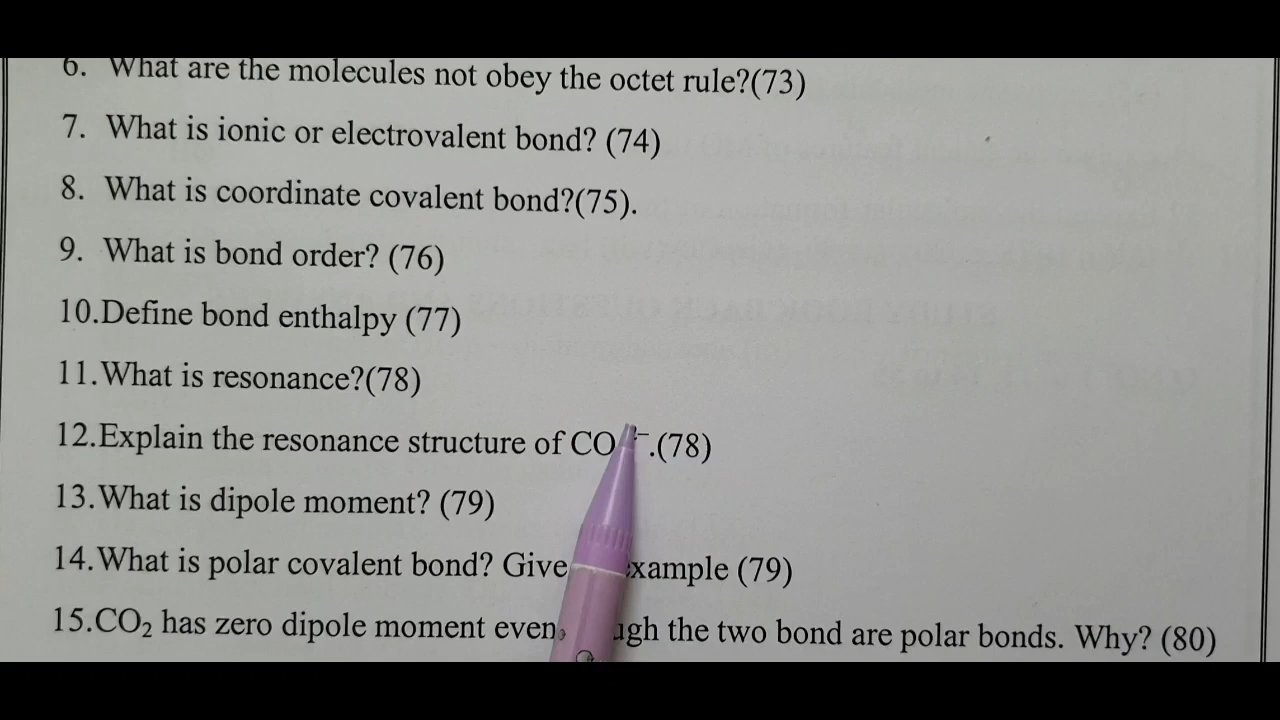 6. What are the molecules not obey the octet rule?(73)
7. What is ionic or electrovalent bond? (74)
8. What is coordinate covalent bond?(75).
9. What is bond order? (76)
10.Define bond enthalpy (77)
11.What is resonance?(78)
12.Explain the resonance structure of CO ⁻.(78)
13.What is dipole moment? (79)
14.What is polar covalent bond? Give xample (79)
15.CO₂ has zero dipole moment even ugh the two bond are polar bonds. Why? (80)